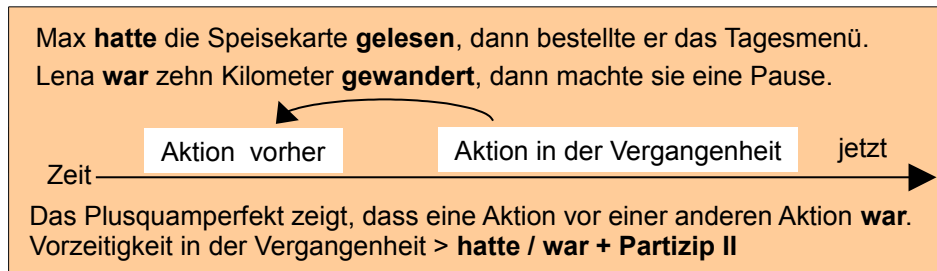 Max hatte die Speisekarte gelesen, dann bestellte er das Tagesmenü.
Lena war zehn Kilometer gewandert, dann machte sie eine Pause.
Aktion vorher
Aktion in der Vergangenheit
jetzt
Zeit
Das Plusquamperfekt zeigt, dass eine Aktion vor einer anderen Aktion war.
Vorzeitigkeit in der Vergangenheit > hatte / war + Partizip II